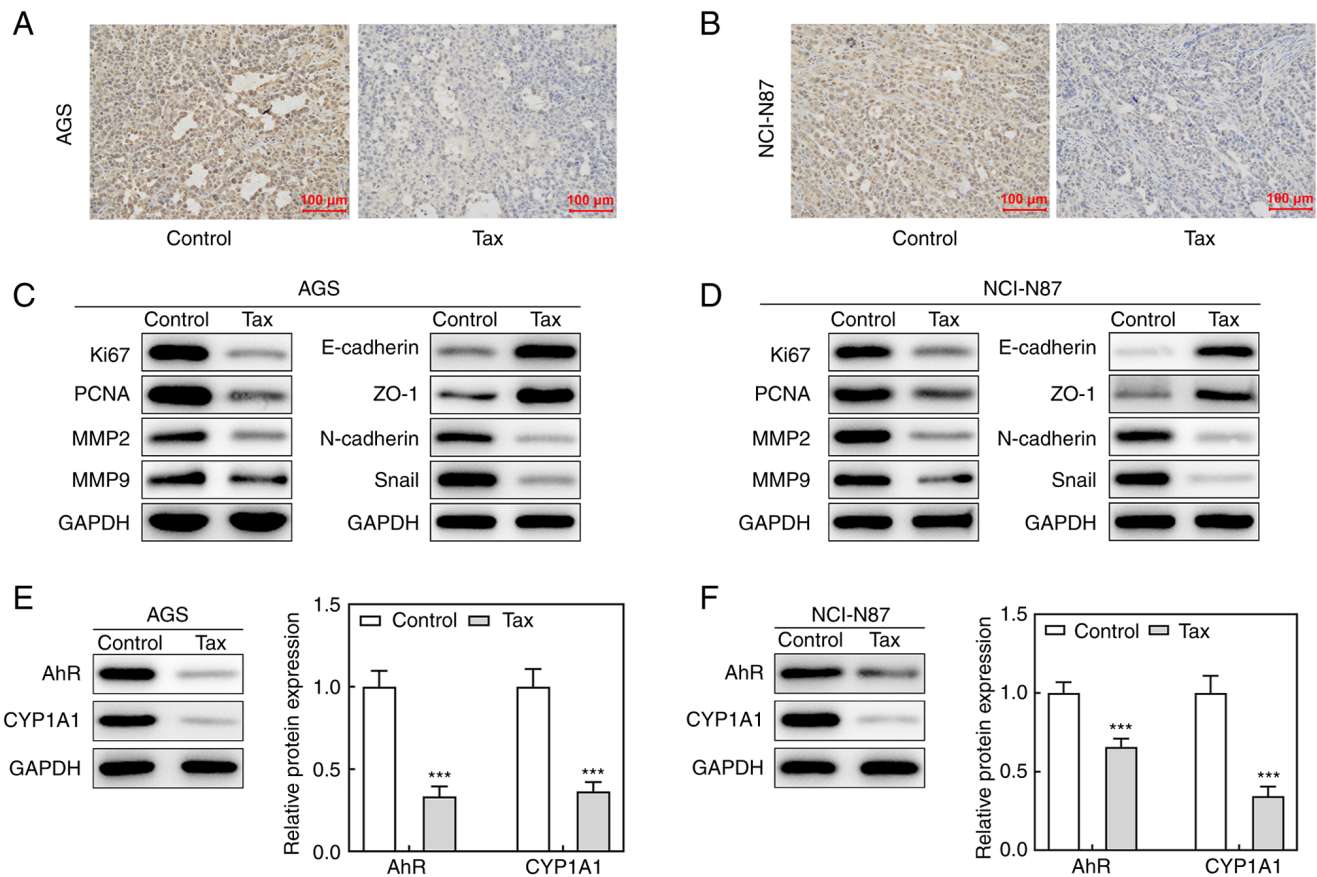 A
B
AGS
100 µm
100 µm
NCI-N87
100 µm
100 µm
Control
Tax
Control
Tax
C
AGS
Control
Tax
Control
Tax
Ki67
E-cadherin
PCNA
ZO-1
MMP2
N-cadherin
MMP9
Snail
GAPDH
GAPDH
D
NCI-N87
Control
Tax
Control
Tax
Ki67
E-cadherin
PCNA
ZO-1
MMP2
N-cadherin
MMP9
Snail
GAPDH
GAPDH
E
AGS
Control
Tax
AhR
CYP1A1
GAPDH
Relative protein expression
1.5
1.0
0.5
0.0
Control
Tax
***
***
AhR
CYP1A1
F
NCI-N87
Control
Tax
AhR
CYP1A1
GAPDH
Relative protein expression
1.5
1.0
0.5
0.0
Control
Tax
***
***
AhR
CYP1A1